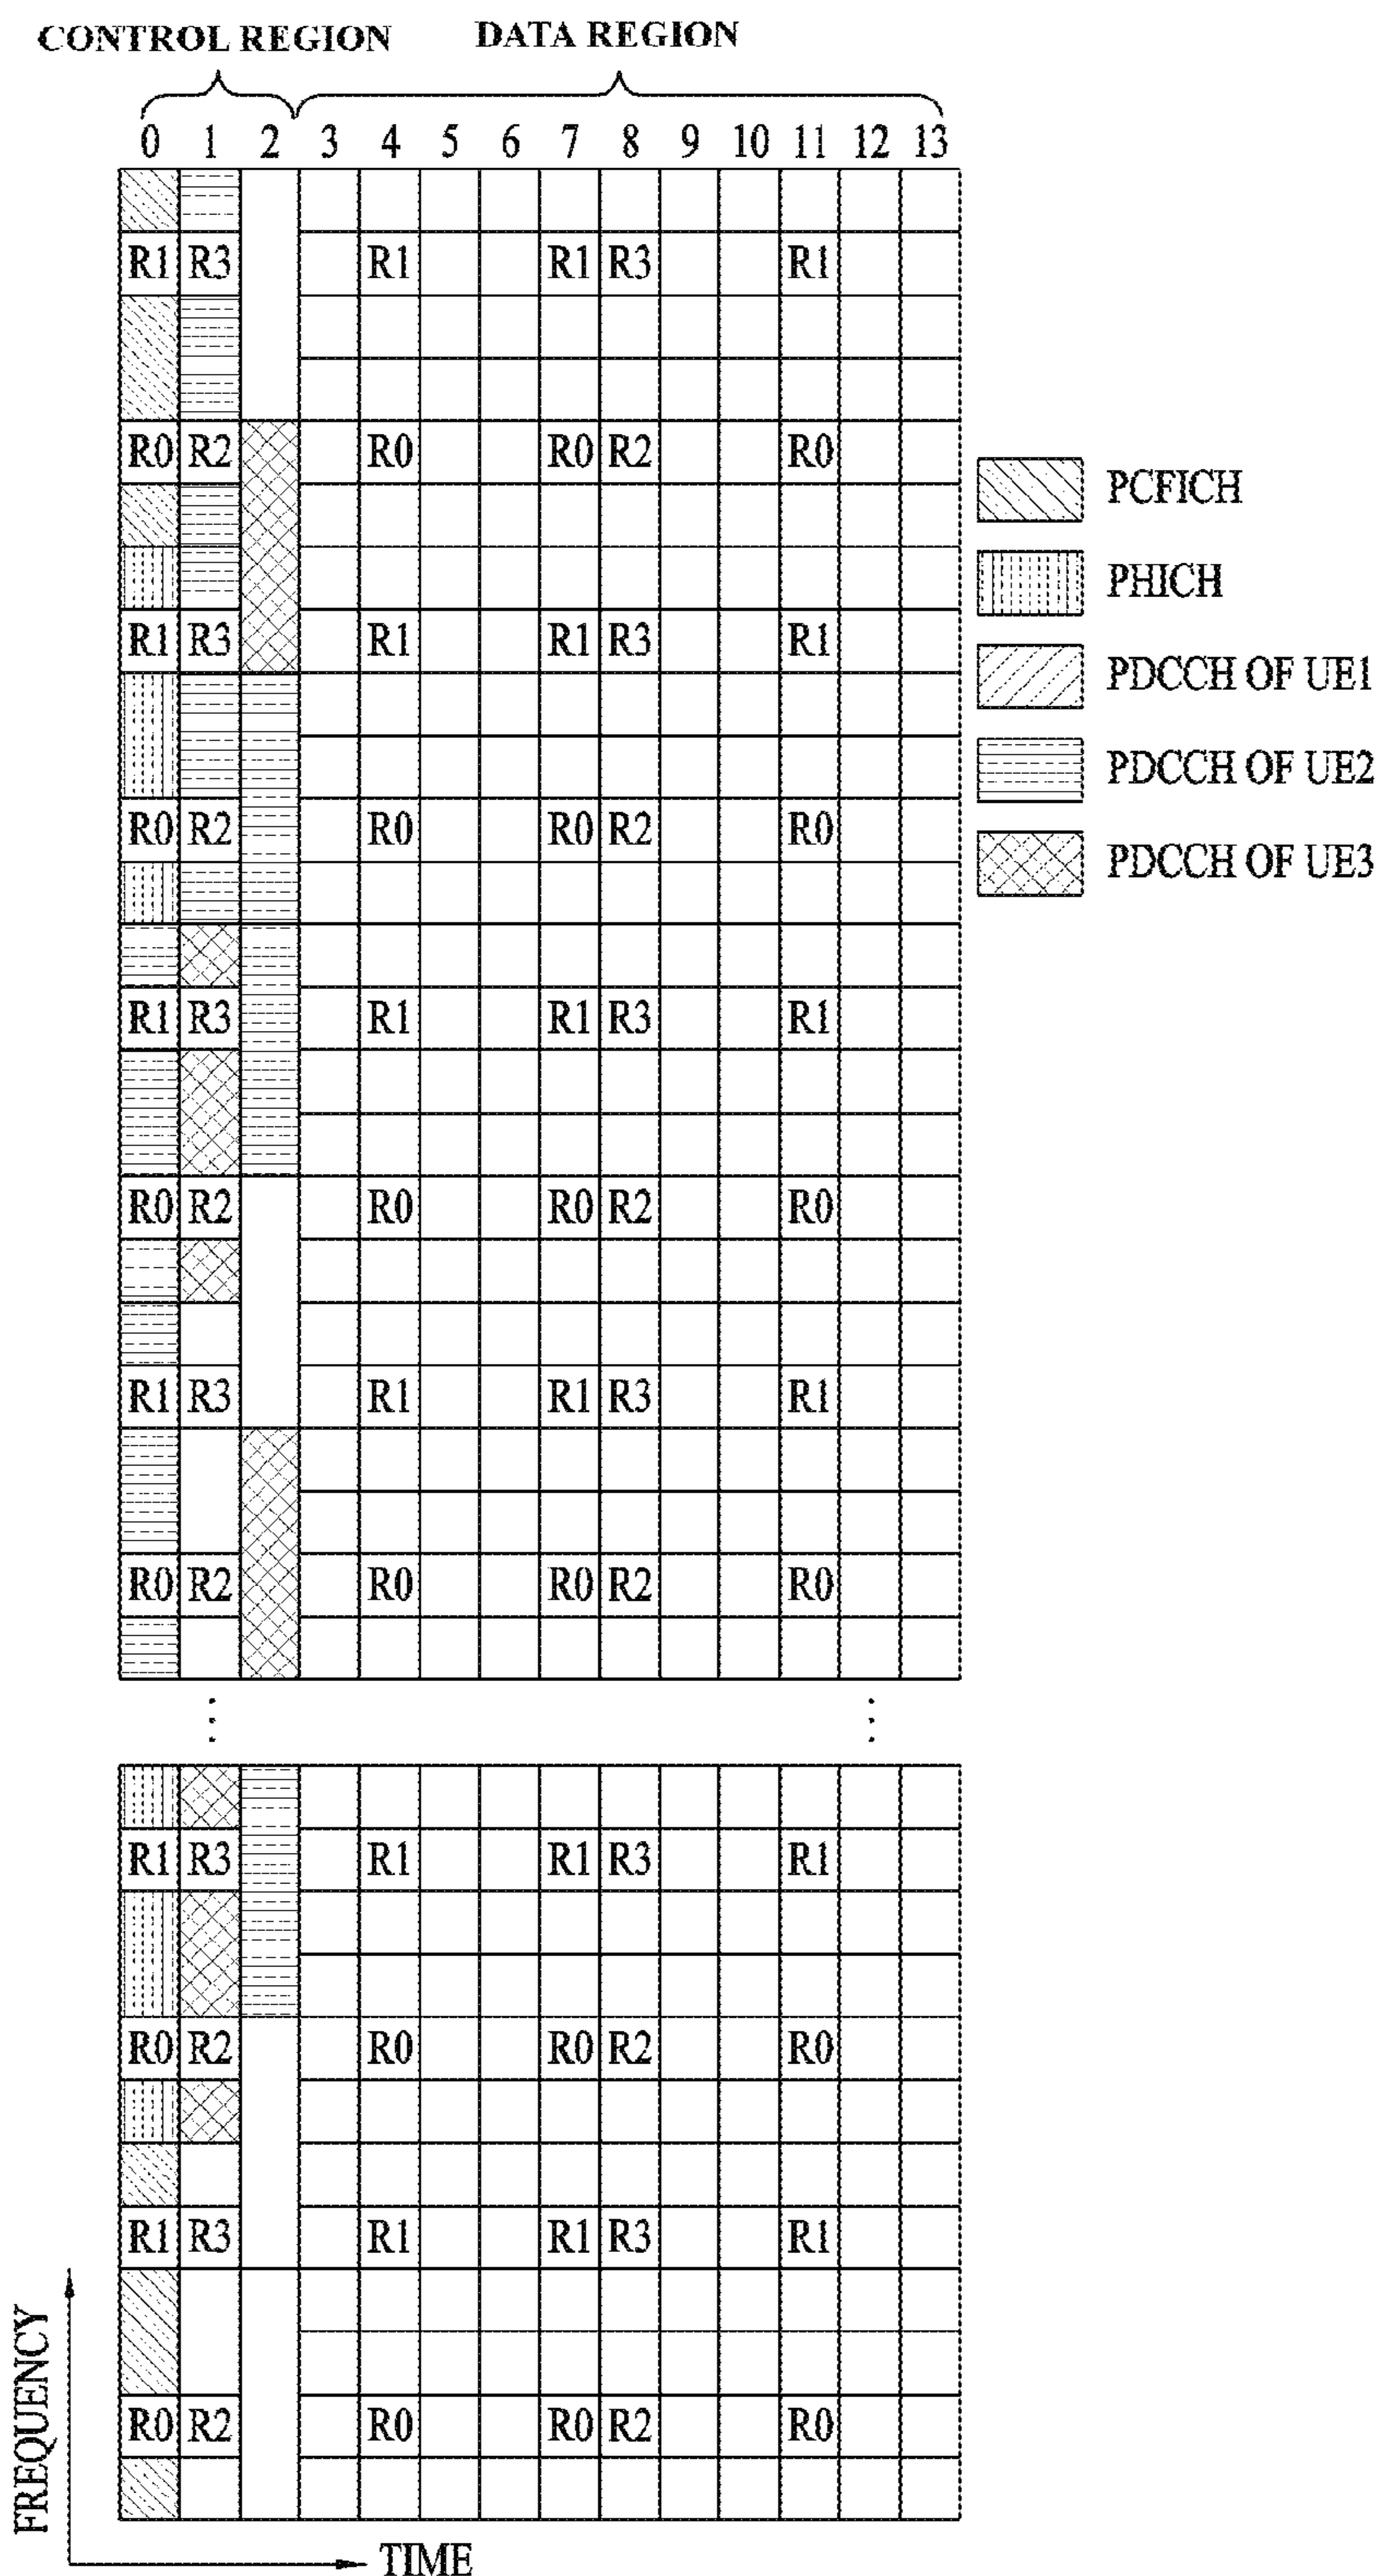 CONTROL REGION DATA REGION
0 1 2 3 4 5 6 7 8 9 10 11 12 13
R1 R3 R1 R1 R3 R1
R0 R2 R0 R0 R2 R0
PCFICH
PHICH
R1 R3 R1 R1 R3 R1
PDCCH OF UE1
PDCCH OF UE2
R0 R2 R0 R0 R2 R0
PDCCH OF UE3
R1 R3 R1 R1 R3 R1
R0 R2 R0 R0 R2 R0
R1 R3 R1 R1 R3 R1
R0 R2 R0 R0 R2 R0
R1 R3 R1 R1 R3 R1
R0 R2 R0 R0 R2 R0
R1 R3 R1 R1 R3 R1
R0 R2 R0 R0 R2 R0
FREQUENCY
TIME